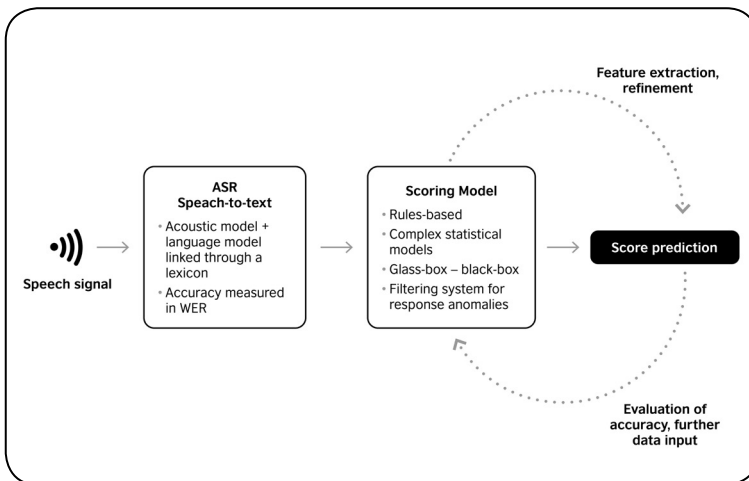 Feature extraction,
refinement
ASR
Speach-to-text
• Acoustic model +
language model
linked through a
lexicon
• Accuracy measured
in WER
Scoring Model
• Rules-based
• Complex statistical
models
• Glass-box – black-box
• Filtering system for
response anomalies
Score prediction
Speech signal
Evaluation of
accuracy, further
data input